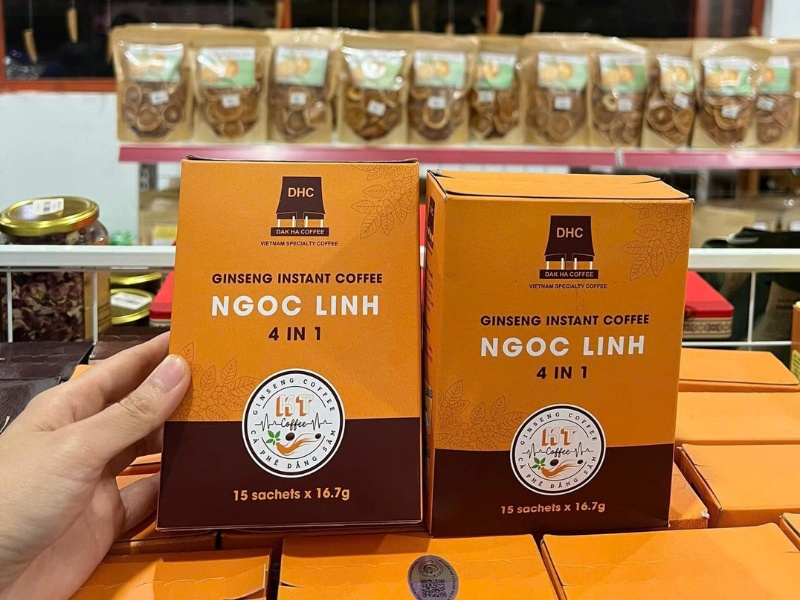 DHC
DAK HA COFFEE
VIETNAM SPECIALTY COFFEE
GINSENG INSTANT COFFEE
NGOC LINH
4 IN 1
GINSENG COFFEE
KT
Coffee
CÀ PHÊ ĐẲNG SÂM
15 sachets x 16.7g
DHC
DAK HA COFFEE
VIETNAM SPECIALTY COFFEE
GINSENG INSTANT COFFEE
NGOC LINH
4 IN 1
GINSENG COFFEE
KT
Coffee
CÀ PHÊ ĐẲNG SÂM
15 sachets x 16.7g